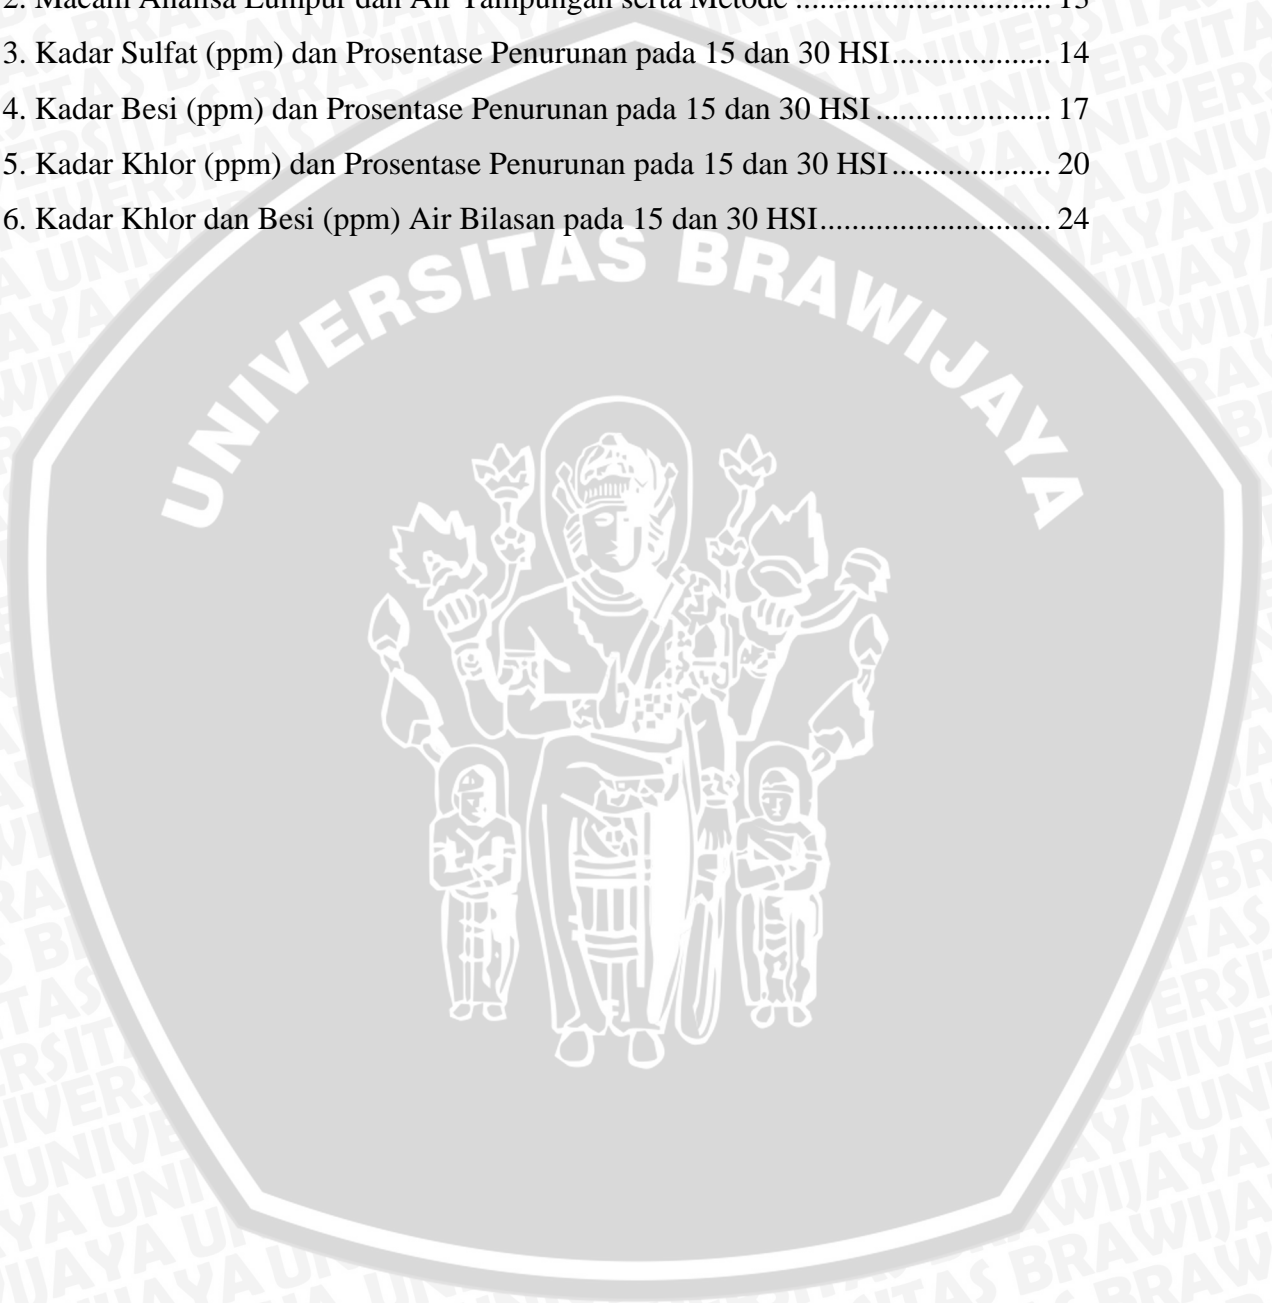 2. Macam Analisa Lumpur dan Air Tampungan serta Metode ................................ 13
3. Kadar Sulfat (ppm) dan Prosentase Penurunan pada 15 dan 30 HSI.................... 14
4. Kadar Besi (ppm) dan Prosentase Penurunan pada 15 dan 30 HSI...................... 17
5. Kadar Khlor (ppm) dan Prosentase Penurunan pada 15 dan 30 HSI.................... 20
6. Kadar Khlor dan Besi (ppm) Air Bilasan pada 15 dan 30 HSI............................. 24
UNIVERSITAS BRAWIJAYA